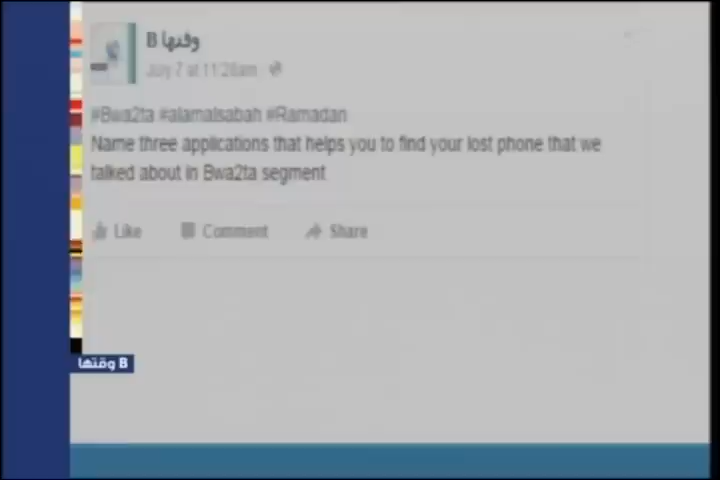 B وقتها
July 7 at 11:28am
#Bwa2ta #alamalsabah #Ramadan
Name three applications that helps you to find your lost phone that we
talked about in Bwa2ta segment
Like Comment Share
B وقتها